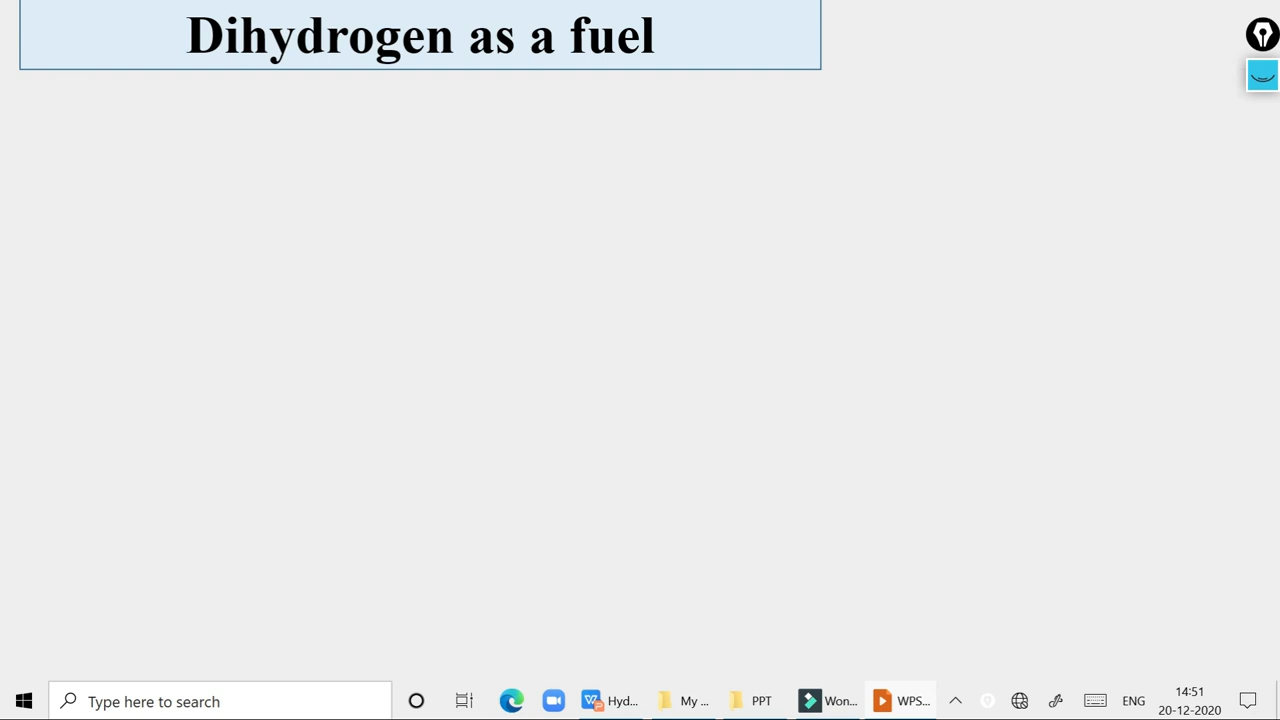 Dihydrogen as a fuel
Type here to search
Hyd...
My ...
PPT
Won...
WPS...
ENG
14:51
20-12-2020